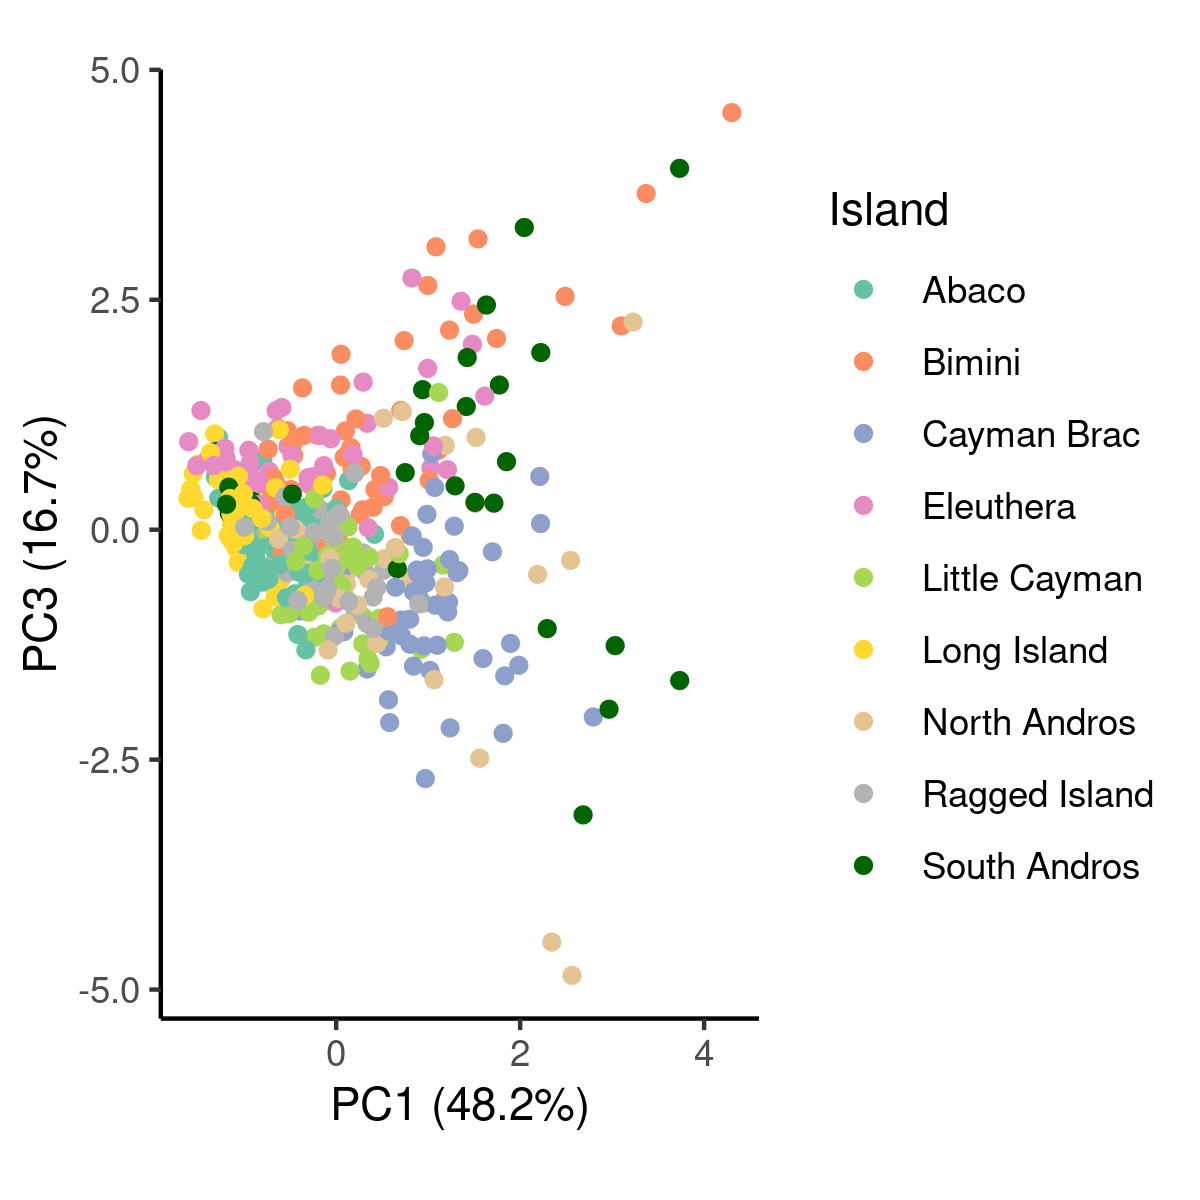 5.0
2.5
0.0
-2.5
-5.0
PC3 (16.7%)
0 2 4
PC1 (48.2%)
Island
Abaco
Bimini
Cayman Brac
Eleuthera
Little Cayman
Long Island
North Andros
Ragged Island
South Andros